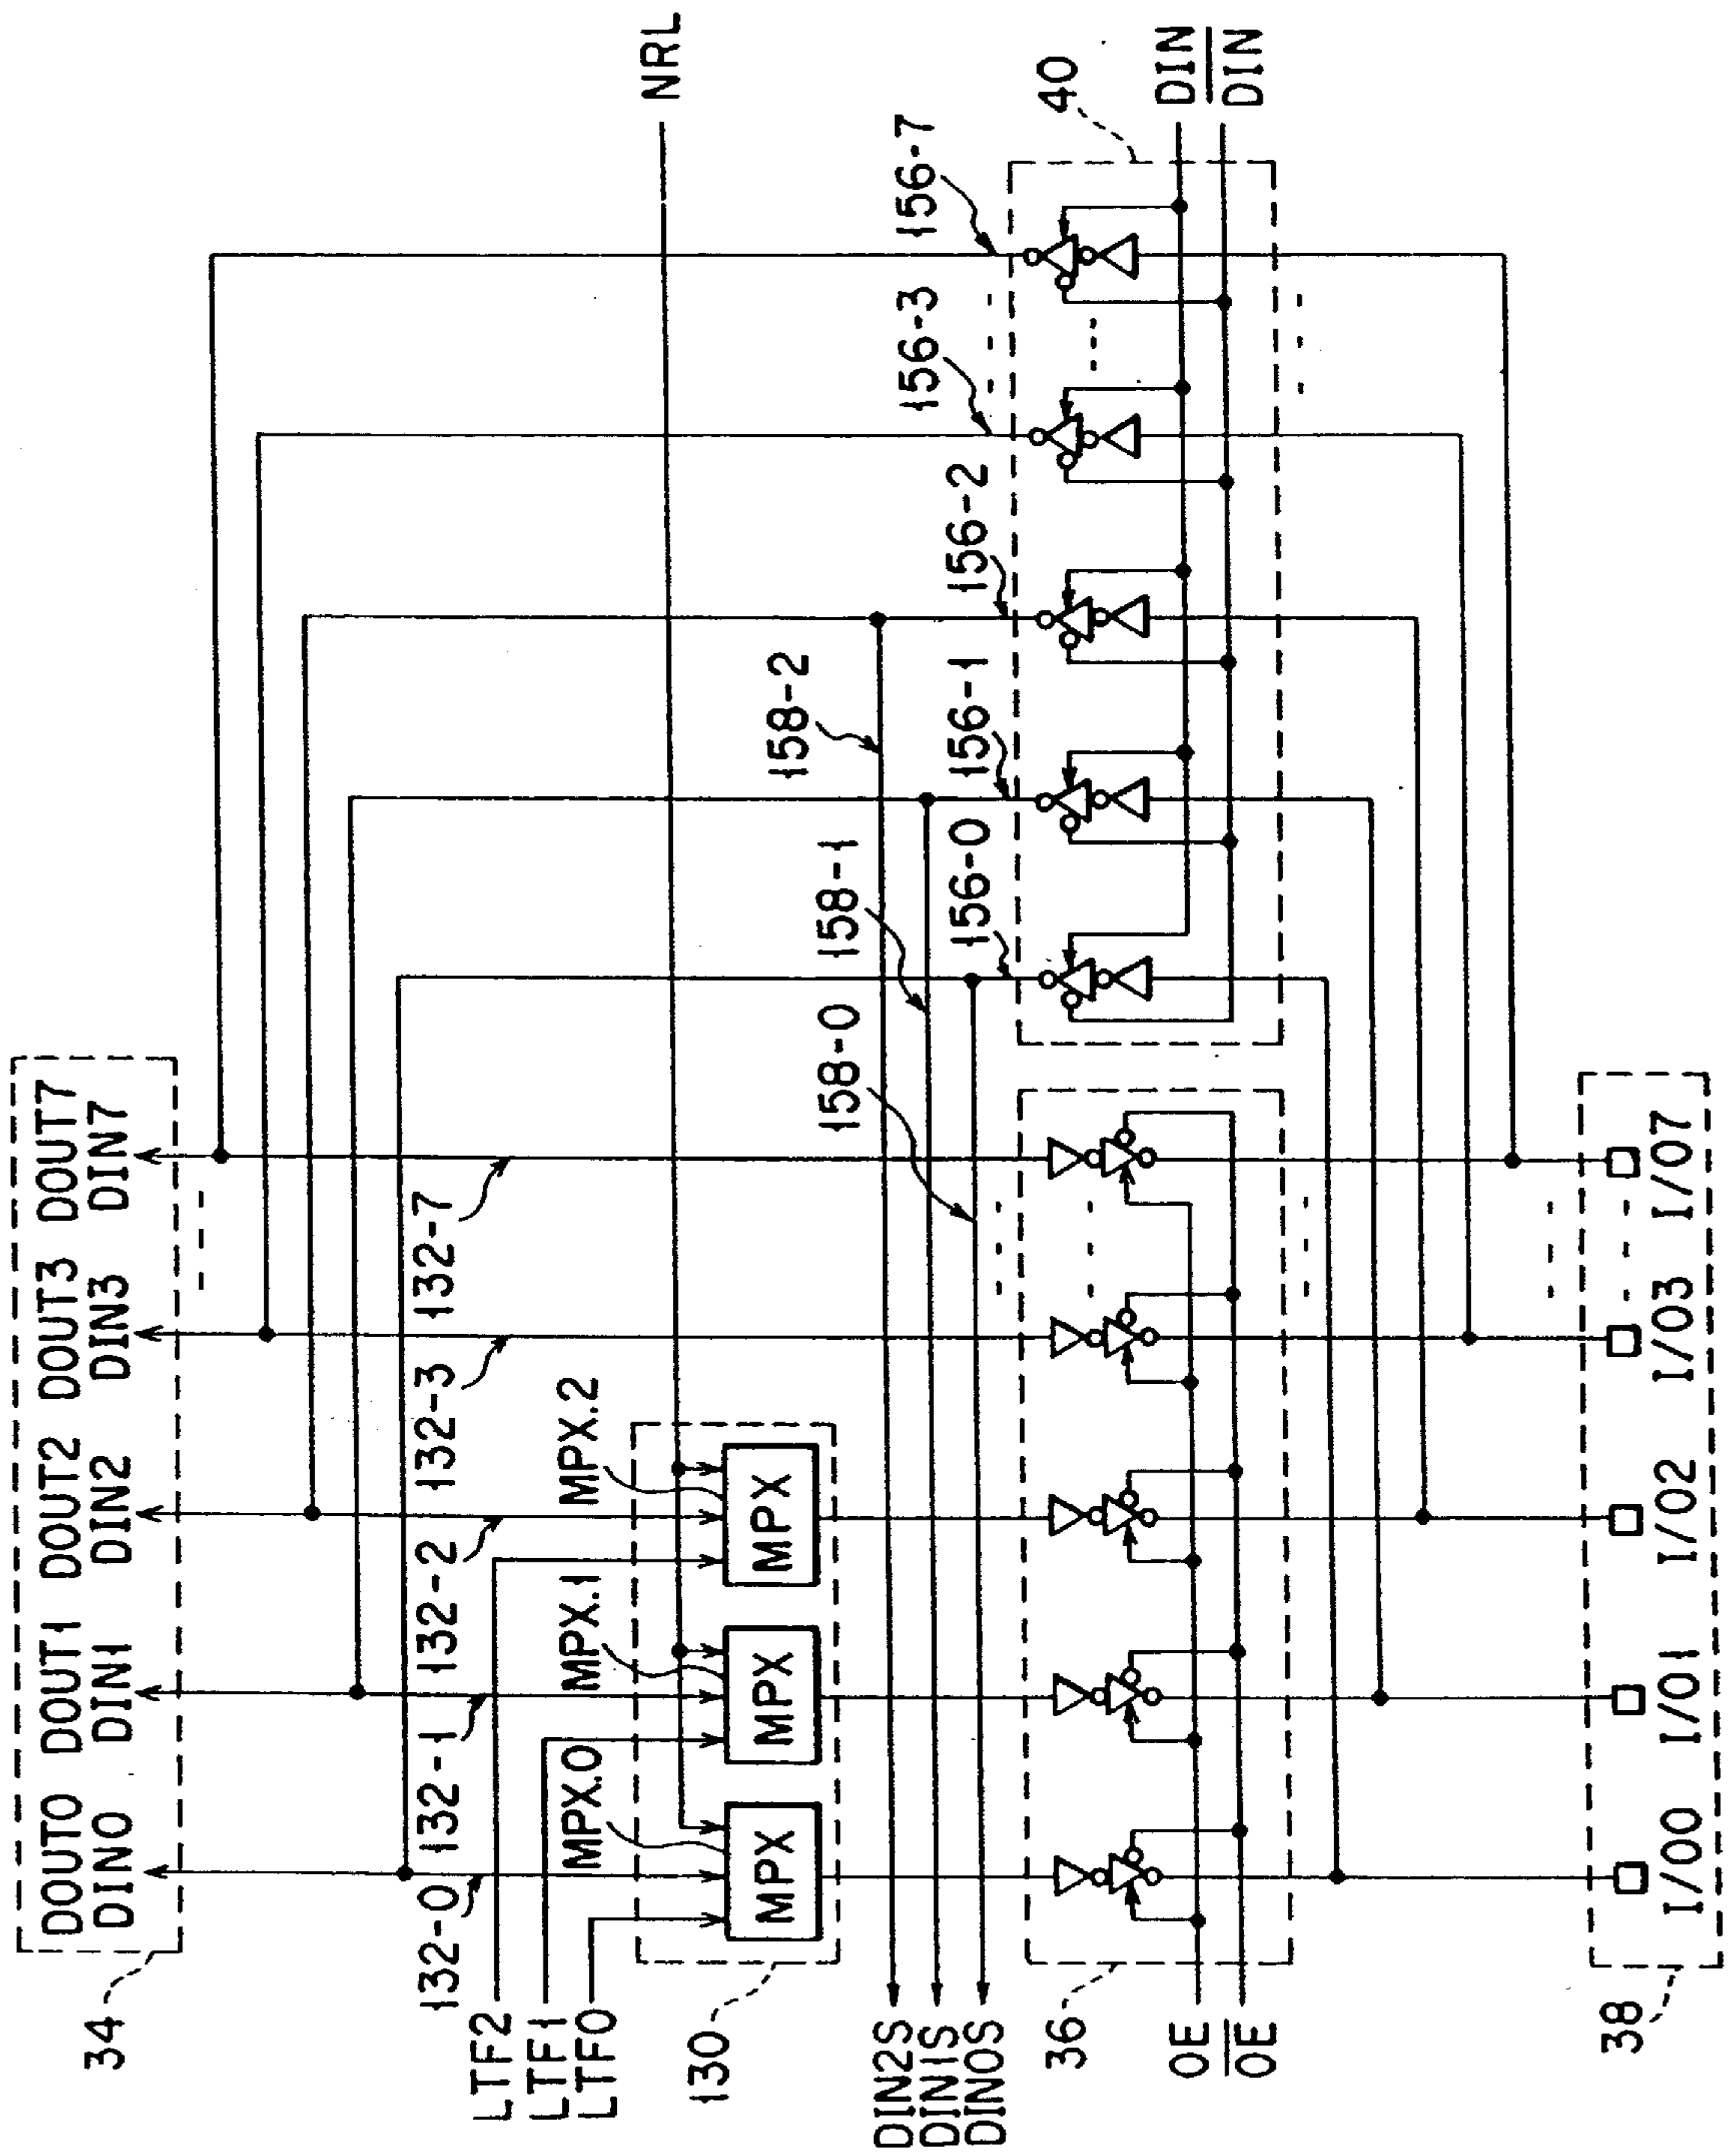 34
DOUT0 DOUT1 DOUT2 DOUT3 DOUT7
DIN0 DIN1 DIN2 DIN3 DIN7
132-0
132-1
132-2
132-3
132-7
LTF2
LTF1
LTF0
MPX.0
MPX.1
MPX.2
NRL
130
MPX
MPX
MPX
158-2
158-1
158-0
DIN2S
DIN1S
DIN0S
156-0
156-1
156-2
156-3
156-7
36
40
OE
OE
DIN
DIN
38
I/00 I/01 I/02 I/03 I/07